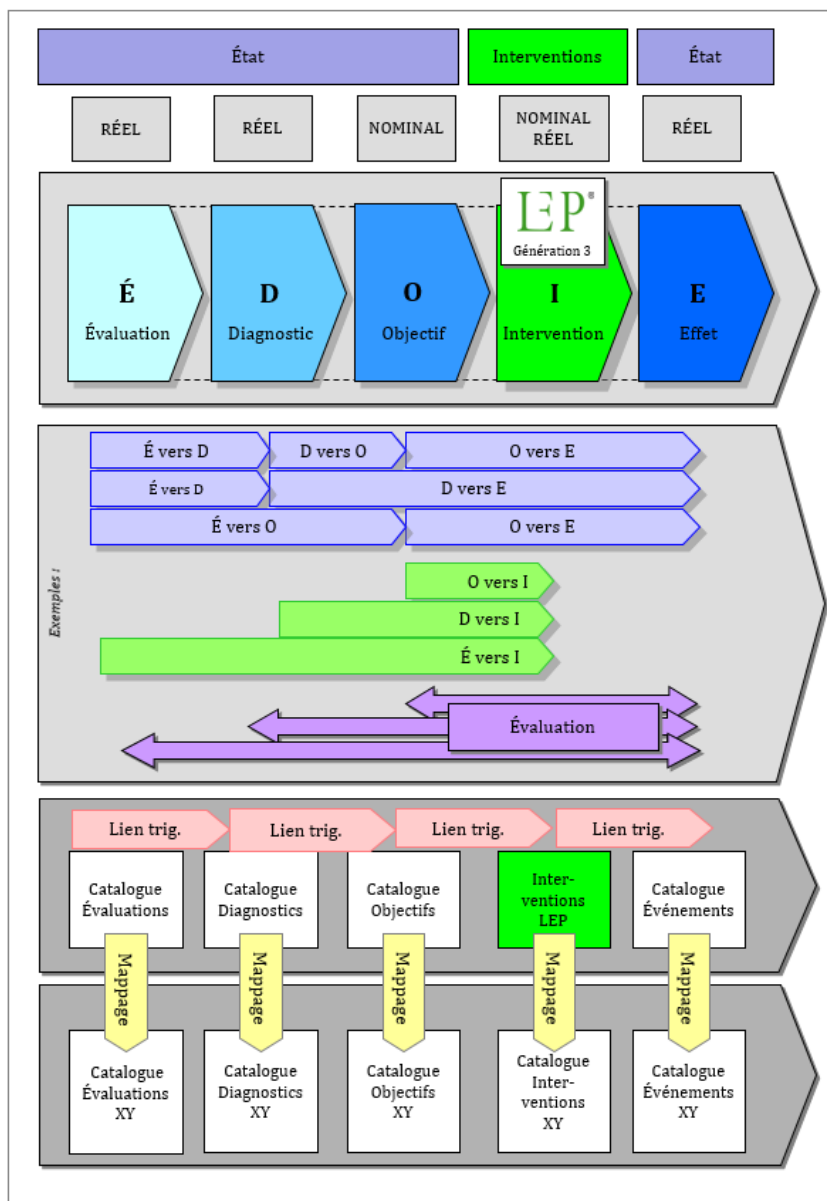 État
Interventions
État
RÉEL
RÉEL
NOMINAL
NOMINAL
RÉEL
RÉEL
LEP®
Génération 3
É
D
O
I
E
Évaluation
Diagnostic
Objectif
Intervention
Effet
Exemples :
É vers D
D vers O
O vers E
É vers D
D vers E
É vers O
O vers E
O vers I
D vers I
É vers I
Évaluation
Lien trig.
Lien trig.
Lien trig.
Lien trig.
Catalogue
Évaluations
Catalogue
Diagnostics
Catalogue
Objectifs
Inter-
ventions
LEP
Catalogue
Événements
Mappage
Mappage
Mappage
Mappage
Mappage
Catalogue
Évaluations
XY
Catalogue
Diagnostics
XY
Catalogue
Objectifs
XY
Catalogue
Inter-
ventions
XY
Catalogue
Événements
XY